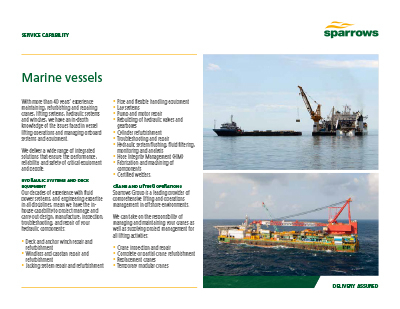 SERVICE CAPABILITY
sparrows
Marine vessels
With more than 40 years' experience
maintaining, refurbishing and repairing
cranes, lifting systems, hydraulic systems
and winches, we have an in-depth
knowledge of the issues faced in vessel
lifting operations and managing onboard
systems and equipment.
We deliver a wide range of integrated
solutions that ensure the performance,
reliability and safety of critical equipment
and people.
HYDRAULIC SYSTEMS AND DECK
EQUIPMENT
Our decades of experience with fluid
power systems and engineering expertise
in all disciplines mean we have the in-
house capability to project manage and
carry out design, manufacture, inspection,
troubleshooting, and repair of your
hydraulic components:
• Deck and anchor winch repair and
refurbishment
• Windlass and capstan repair and
refurbishment
• Jacking system repair and refurbishment
• Pipe and flexible handling equipment
• Lay systems
• Pump and motor repair
• Rebuilding of hydraulic valves and
gearboxes
• Cylinder refurbishment
• Troubleshooting and repair
• Hydraulic system flushing, fluid filtering,
monitoring and analysis
• Hose Integrity Management (HIM)
• Fabrication and machining of
components
• Certified welders
CRANE AND LIFTING OPERATIONS
Sparrows Group is a leading provider of
comprehensive lifting and operations
management in offshore environments.
We can take on the responsibility of
managing and maintaining your cranes as
well as supplying project management for
all lifting activities:
• Crane inspection and repair
• Complete or partial crane refurbishment
• Replacement cranes
• Temporary modular cranes
DELIVERY ASSURED